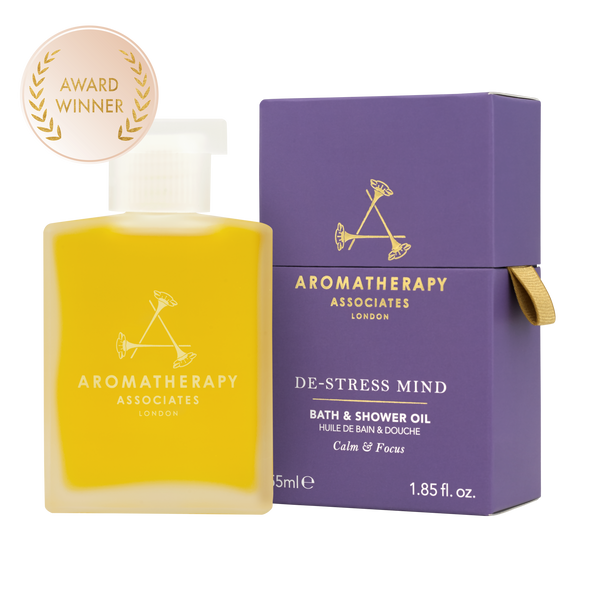 AWARD
WINNER
AROMATHERAPY
ASSOCIATES
LONDON
AROMATHERAPY
ASSOCIATES
LONDON
DE-STRESS MIND
BATH & SHOWER OIL
HUILE DE BAIN & DOUCHE
Calm & Focus
1.85 fl. oz.